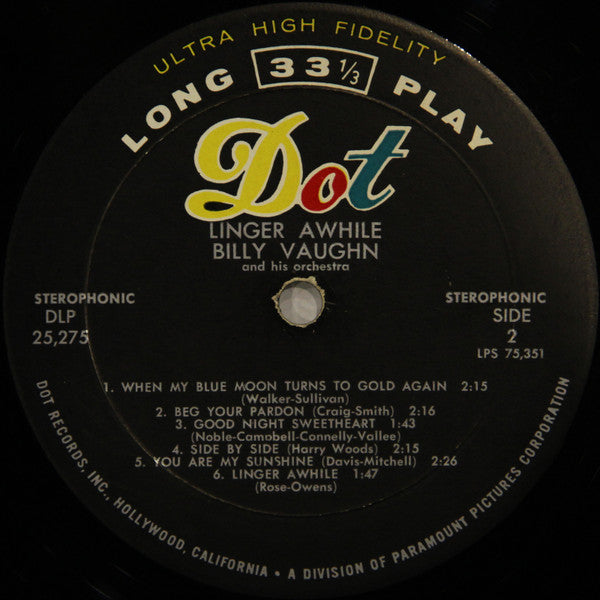 ULTRA HIGH FIDELITY
LONG 33 1/3 PLAY
Dot
LINGER AWHILE
BILLY VAUGHN
and his orchestra
STEROPHONIC
DLP
25,275
STEROPHONIC
SIDE
2
LPS 75,351
1. WHEN MY BLUE MOON TURNS TO GOLD AGAIN 2:15
(Walker-Sullivan)
2. BEG YOUR PARDON (Craig-Smith) 2:16
3. GOOD NIGHT SWEETHEART 1:43
(Noble-Campbell-Connelly-Vallee)
4. SIDE BY SIDE (Harry Woods) 2:15
5. YOU ARE MY SUNSHINE (Davis-Mitchell) 2:26
6. LINGER AWHILE 1:47
(Rose-Owens)
DOT RECORDS, INC., HOLLYWOOD, CALIFORNIA • A DIVISION OF PARAMOUNT PICTURES CORPORATION